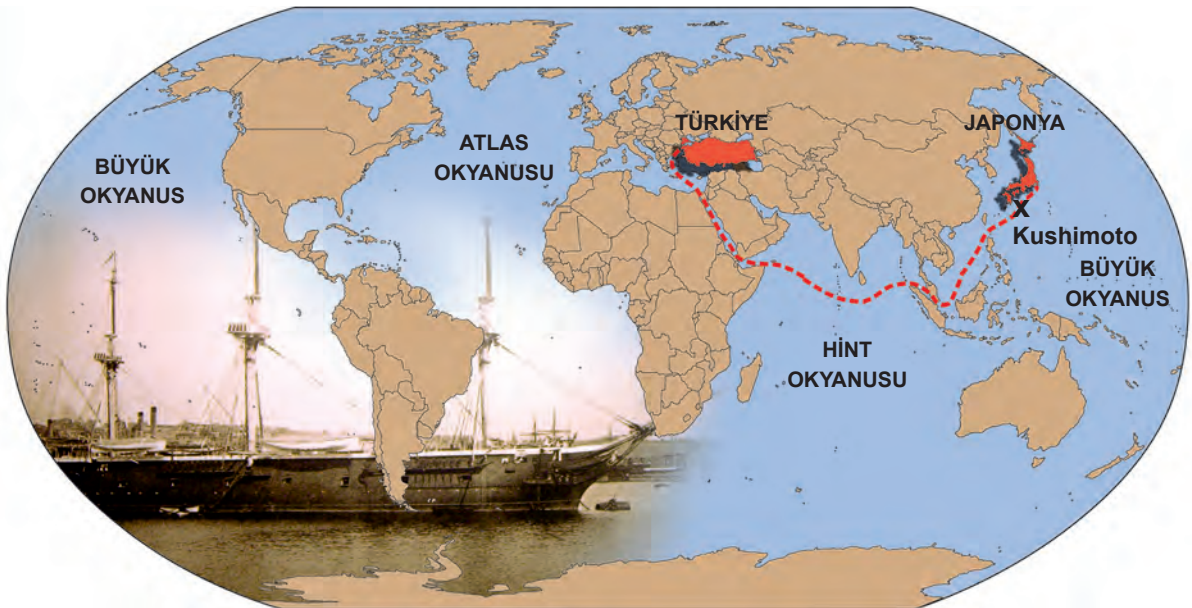 TÜRKİYE
JAPONYA
ATLAS
OKYANUSU
BÜYÜK
OKYANUS
X
Kushimoto
BÜYÜK
OKYANUS
HİNT
OKYANUSU